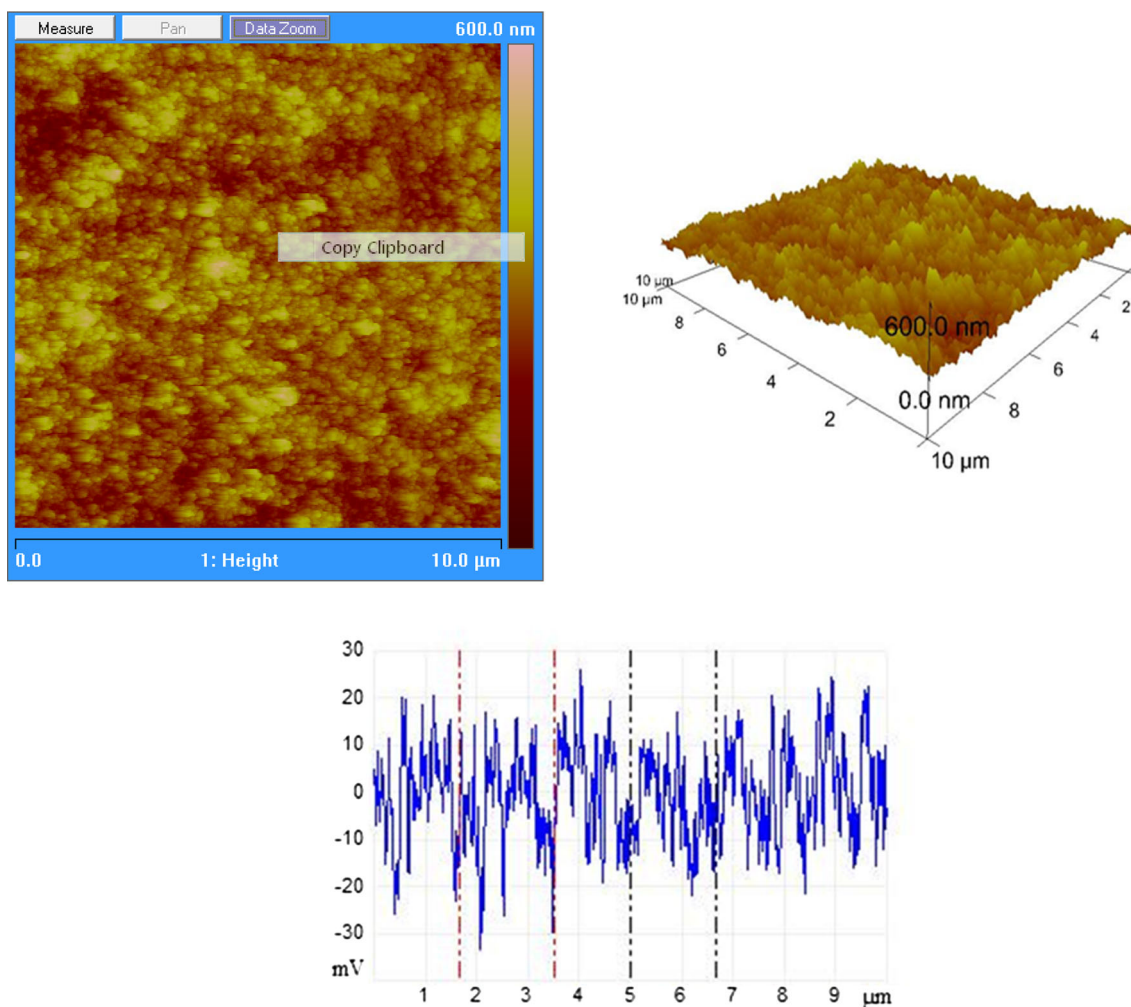 Measure Pan Data Zoom 600.0 nm
Copy Clipboard
0.0 1: Height 10.0 µm
10 µm
10 µm
8
6
4
2
600.0 nm
0.0 nm
10 µm
8
6
4
2
30
20
10
0
-10
-20
-30
mV
1 2 3 4 5 6 7 8 9 µm